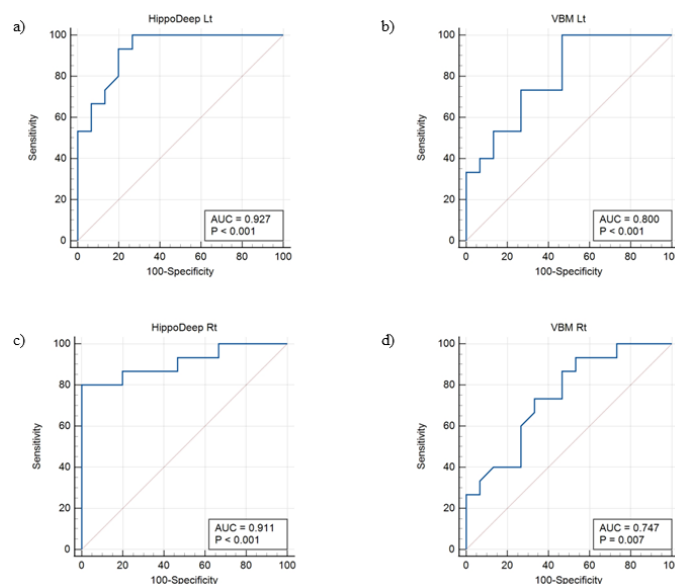 a)
HippoDeep Lt
100
80
60
40
20
0
Sensitivity
0 20 40 60 80 100
100-Specificity
AUC = 0.927
P < 0.001
b)
VBM Lt
100
80
60
40
20
0
Sensitivity
0 20 40 60 80 100
100-Specificity
AUC = 0.800
P < 0.001
c)
HippoDeep Rt
100
80
60
40
20
0
Sensitivity
0 20 40 60 80 100
100-Specificity
AUC = 0.911
P < 0.001
d)
VBM Rt
100
80
60
40
20
0
Sensitivity
0 20 40 60 80 100
100-Specificity
AUC = 0.747
P = 0.007